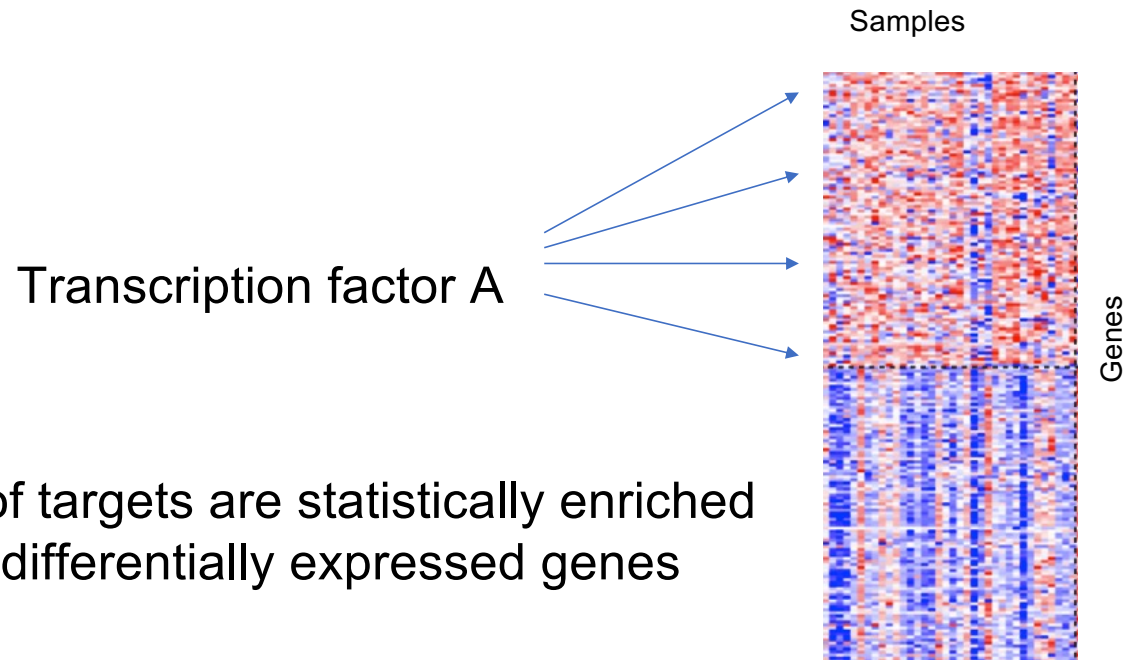 Samples
Transcription factor A
Genes
of targets are statistically enriched
differentially expressed genes